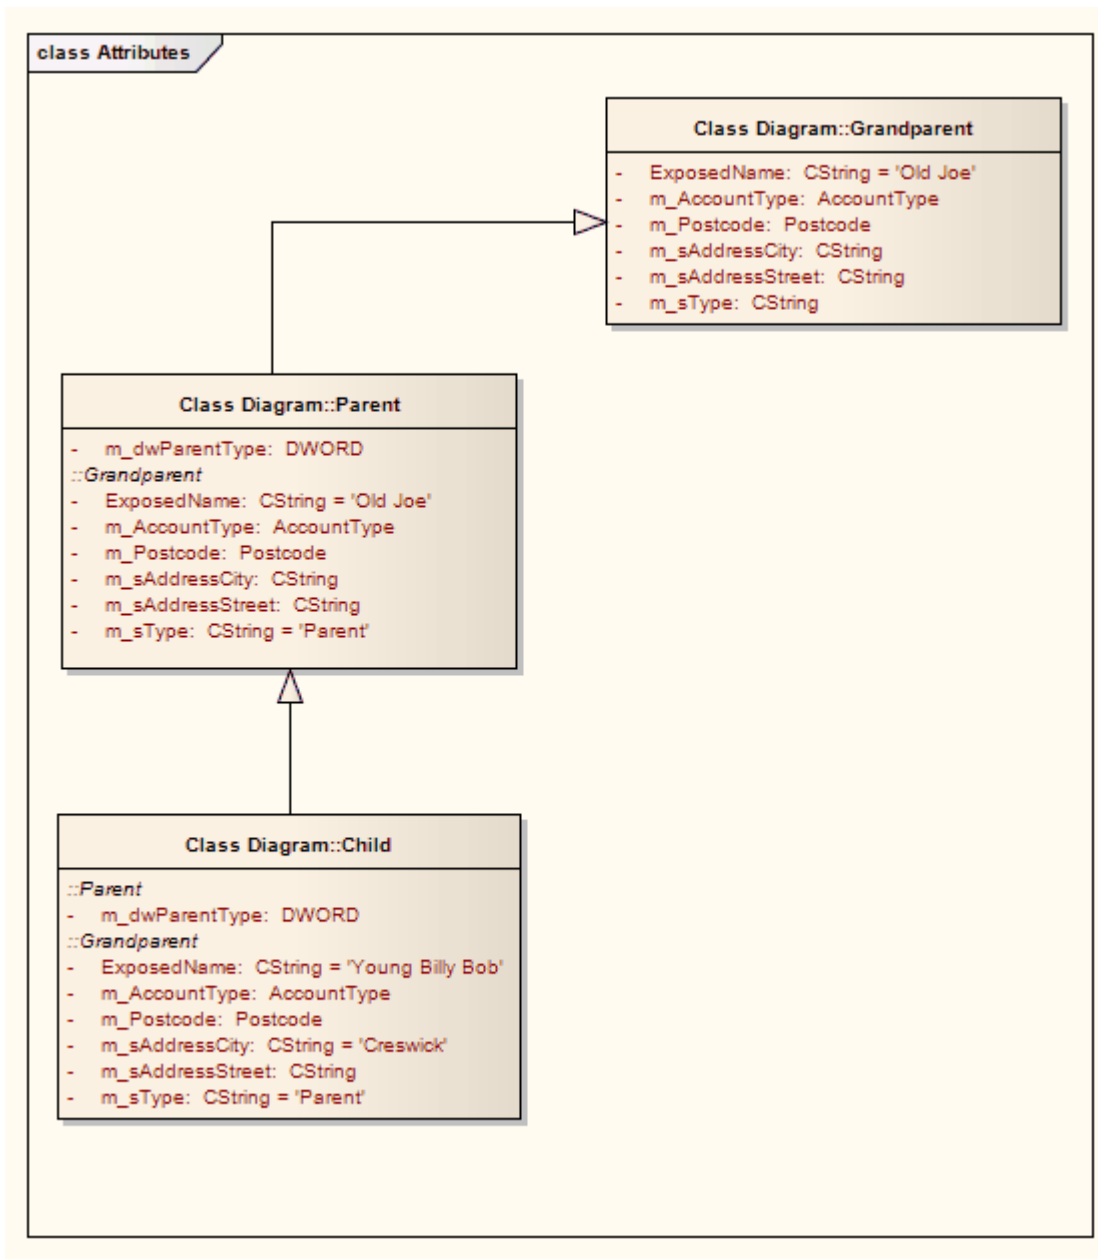 class Attributes
Class Diagram::Grandparent
- ExposedName: CString = 'Old Joe'
- m_AccountType: AccountType
- m_Postcode: Postcode
- m_sAddressCity: CString
- m_sAddressStreet: CString
- m_sType: CString
Class Diagram::Parent
- m_dwParentType: DWORD
::Grandparent
- ExposedName: CString = 'Old Joe'
- m_AccountType: AccountType
- m_Postcode: Postcode
- m_sAddressCity: CString
- m_sAddressStreet: CString
- m_sType: CString = 'Parent'
Class Diagram::Child
::Parent
- m_dwParentType: DWORD
::Grandparent
- ExposedName: CString = 'Young Billy Bob'
- m_AccountType: AccountType
- m_Postcode: Postcode
- m_sAddressCity: CString = 'Creswick'
- m_sAddressStreet: CString
- m_sType: CString = 'Parent'